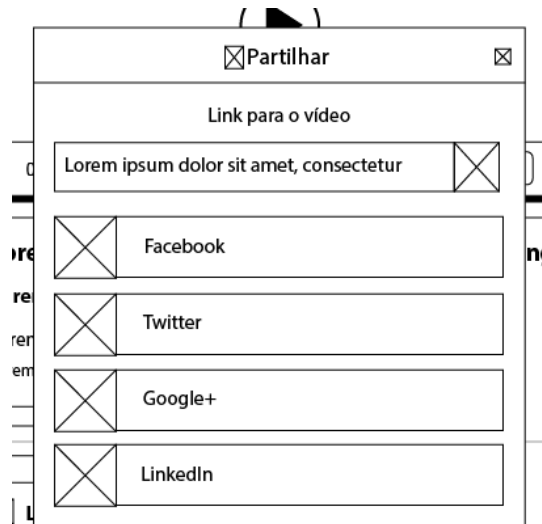 Partilhar
Link para o vídeo
Lorem ipsum dolor sit amet, consectetur
Facebook
Twitter
Google+
LinkedIn